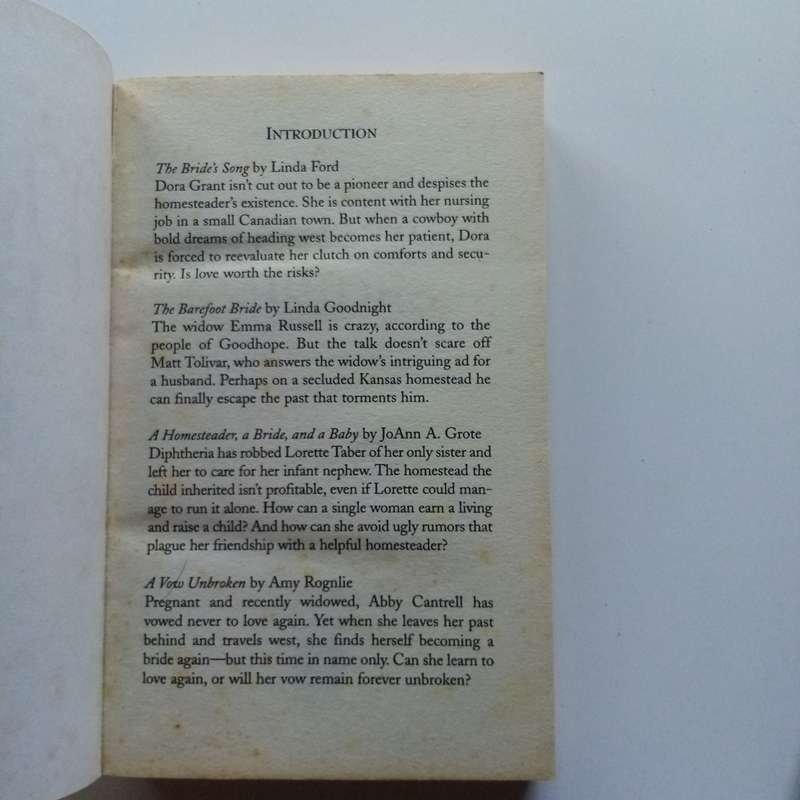 INTRODUCTION
The Bride's Song by Linda Ford
Dora Grant isn't cut out to be a pioneer and despises the
homesteader's existence. She is content with her nursing
job in a small Canadian town. But when a cowboy with
bold dreams of heading west becomes her patient, Dora
is forced to reevaluate her clutch on comforts and secu-
rity. Is love worth the risks?
The Barefoot Bride by Linda Goodnight
The widow Emma Russell is crazy, according to the
people of Goodhope. But the talk doesn't scare off
Matt Tolivar, who answers the widow's intriguing ad for
a husband. Perhaps on a secluded Kansas homestead he
can finally escape the past that torments him.
A Homesteader, a Bride, and a Baby by JoAnn A. Grote
Diphtheria has robbed Lorette Taber of her only sister and
left her to care for her infant nephew. The homestead the
child inherited isn't profitable, even if Lorette could man-
age to run it alone. How can a single woman earn a living
and raise a child? And how can she avoid ugly rumors that
plague her friendship with a helpful homesteader?
A Vow Unbroken by Amy Rognlie
Pregnant and recently widowed, Abby Cantrell has
vowed never to love again. Yet when she leaves her past
behind and travels west, she finds herself becoming a
bride again—but this time in name only. Can she learn to
love again, or will her vow remain forever unbroken?